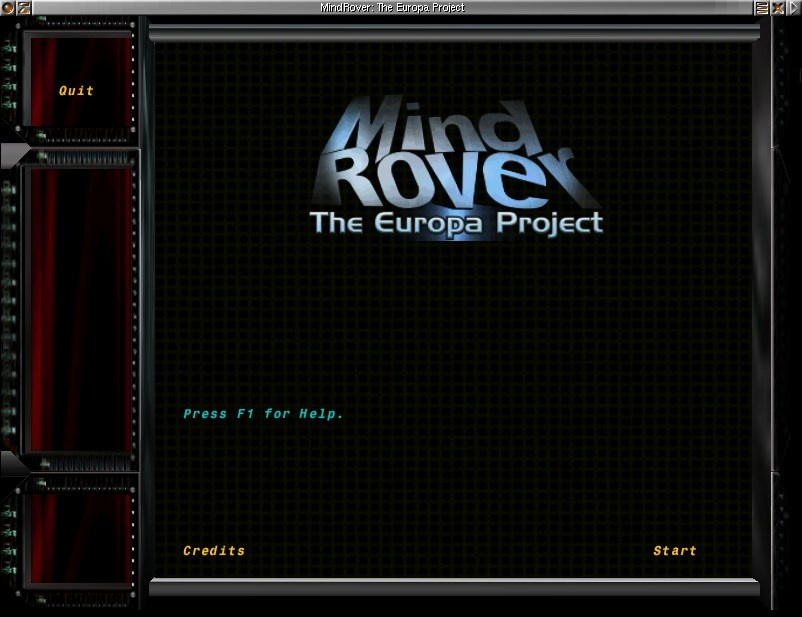 MindRover: The Europa Project
Quit
Mind
Rover
The Europa Project
Press F1 for Help.
Credits
Start